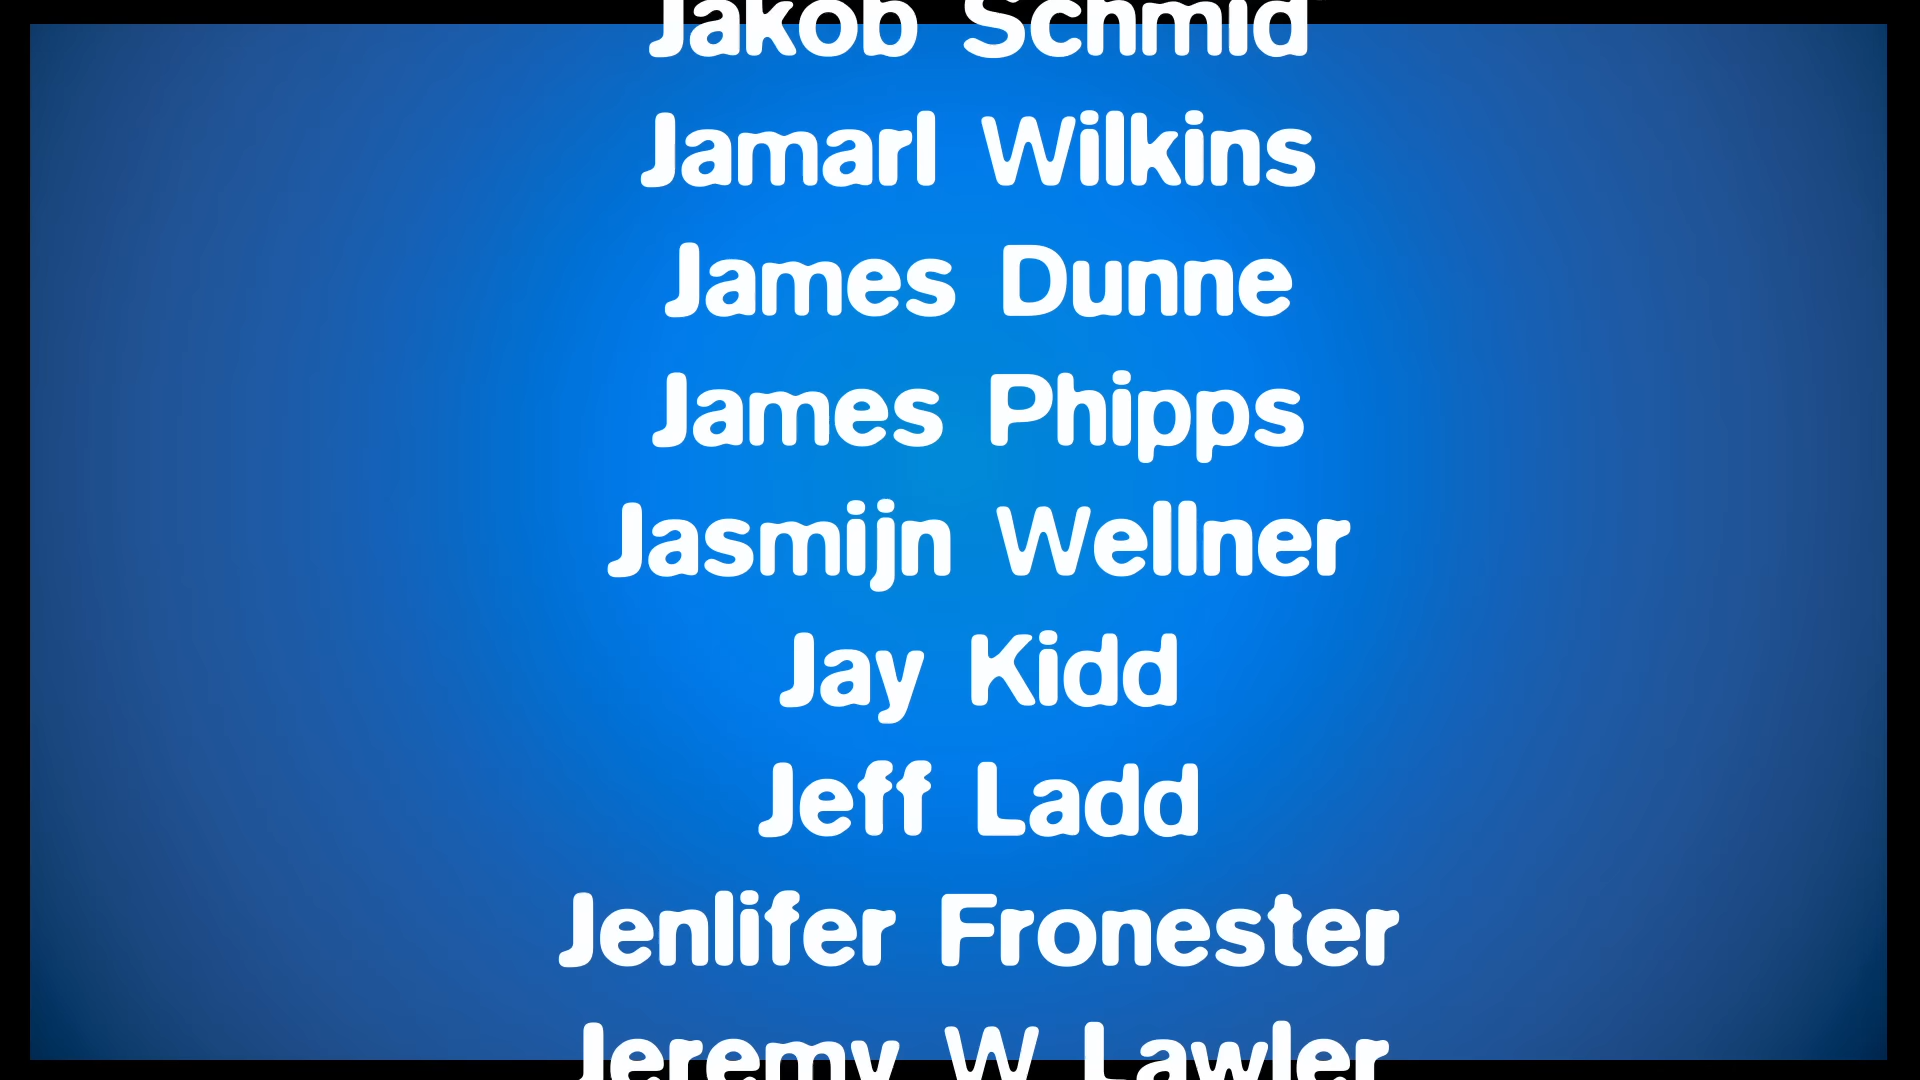 Jakob Schmid
Jamarl Wilkins
James Dunne
James Phipps
Jasmijn Wellner
Jay Kidd
Jeff Ladd
Jenlifer Fronester
Jeremy W Lawler